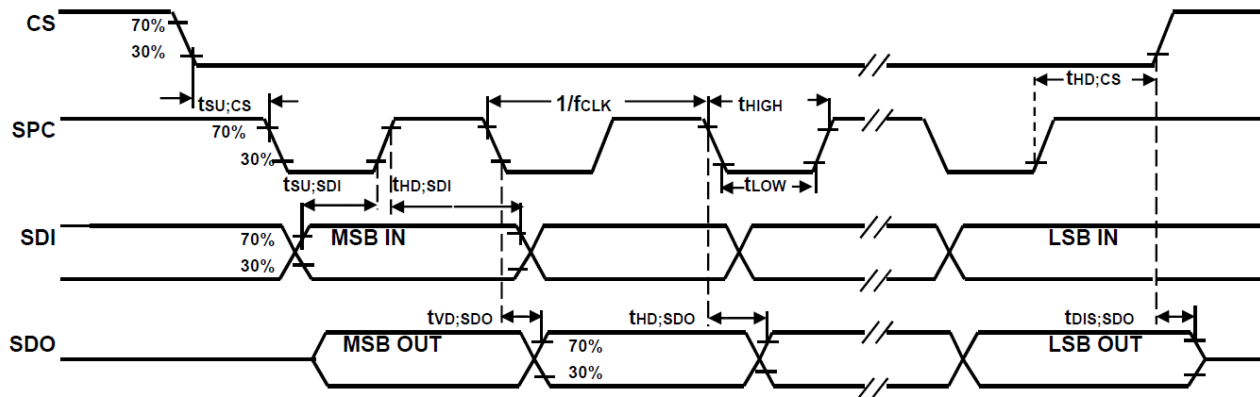 CS
70%
30%
tSU;CS
tHD;CS
SPC
70%
30%
1/fCLK
tHIGH
tLOW
tSU;SDI
tHD;SDI
SDI
70%
30%
MSB IN
LSB IN
tVD;SDO
tHD;SDO
tDIS;SDO
SDO
MSB OUT
70%
30%
LSB OUT